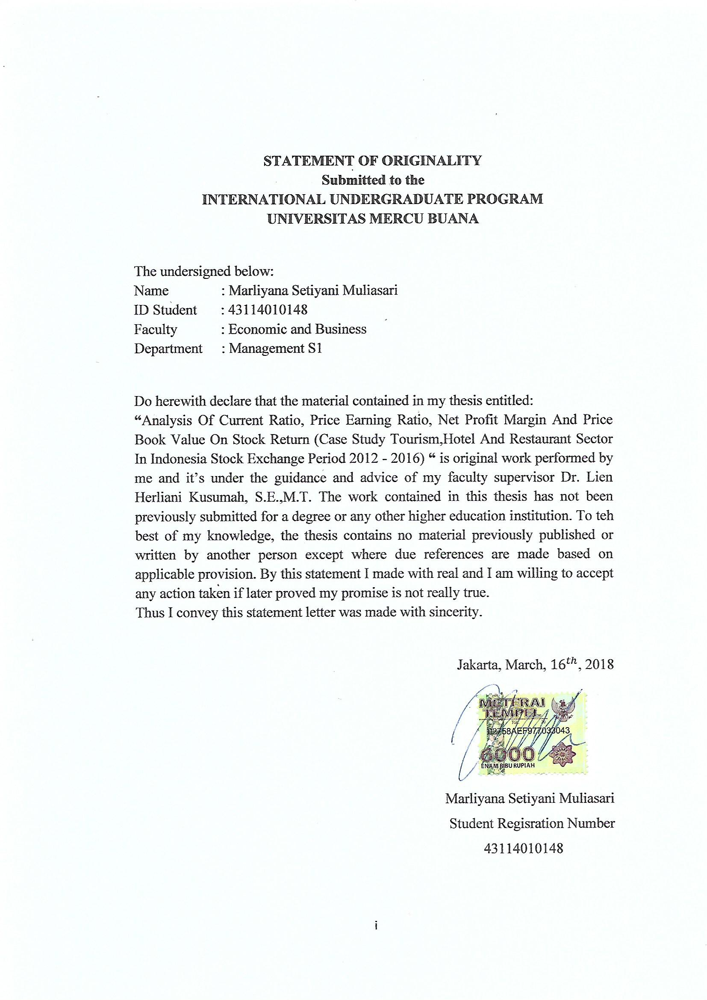 STATEMENT OF ORIGINALITY
Submitted to the
INTERNATIONAL UNDERGRADUATE PROGRAM
UNIVERSITAS MERCU BUANA
The undersigned below:
Name : Marliyana Setiyani Muliasari
ID Student : 43114010148
Faculty : Economic and Business
Department : Management S1
Do herewith declare that the material contained in my thesis entitled:
“Analysis Of Current Ratio, Price Earning Ratio, Net Profit Margin And Price
Book Value On Stock Return (Case Study Tourism,Hotel And Restaurant Sector
In Indonesia Stock Exchange Period 2012 - 2016) “ is original work performed by
me and it’s under the guidance and advice of my faculty supervisor Dr. Lien
Herliani Kusumah, S.E.,M.T. The work contained in this thesis has not been
previously submitted for a degree or any other higher education institution. To teh
best of my knowledge, the thesis contains no material previously published or
written by another person except where due references are made based on
applicable provision. By this statement I made with real and I am willing to accept
any action taken if later proved my promise is not really true.
Thus I convey this statement letter was made with sincerity.
Jakarta, March, 16th, 2018
METERAI
TEMPEL
TGL. 20
6000
ENAM RIBU RUPIAH
Marliyana Setiyani Muliasari
Student Regisration Number
43114010148
i